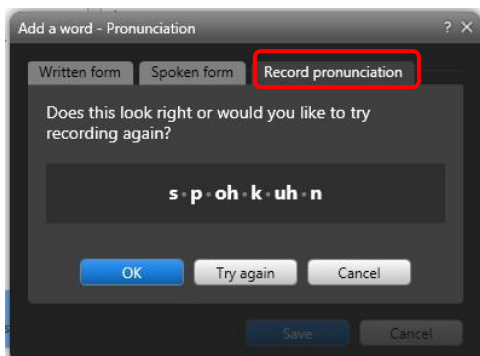 Add a word - Pronunciation ? ✕
Written form Spoken form Record pronunciation
Does this look right or would you like to try
recording again?
s·p·oh·k·uh·n
OK Try again Cancel
Save Cancel